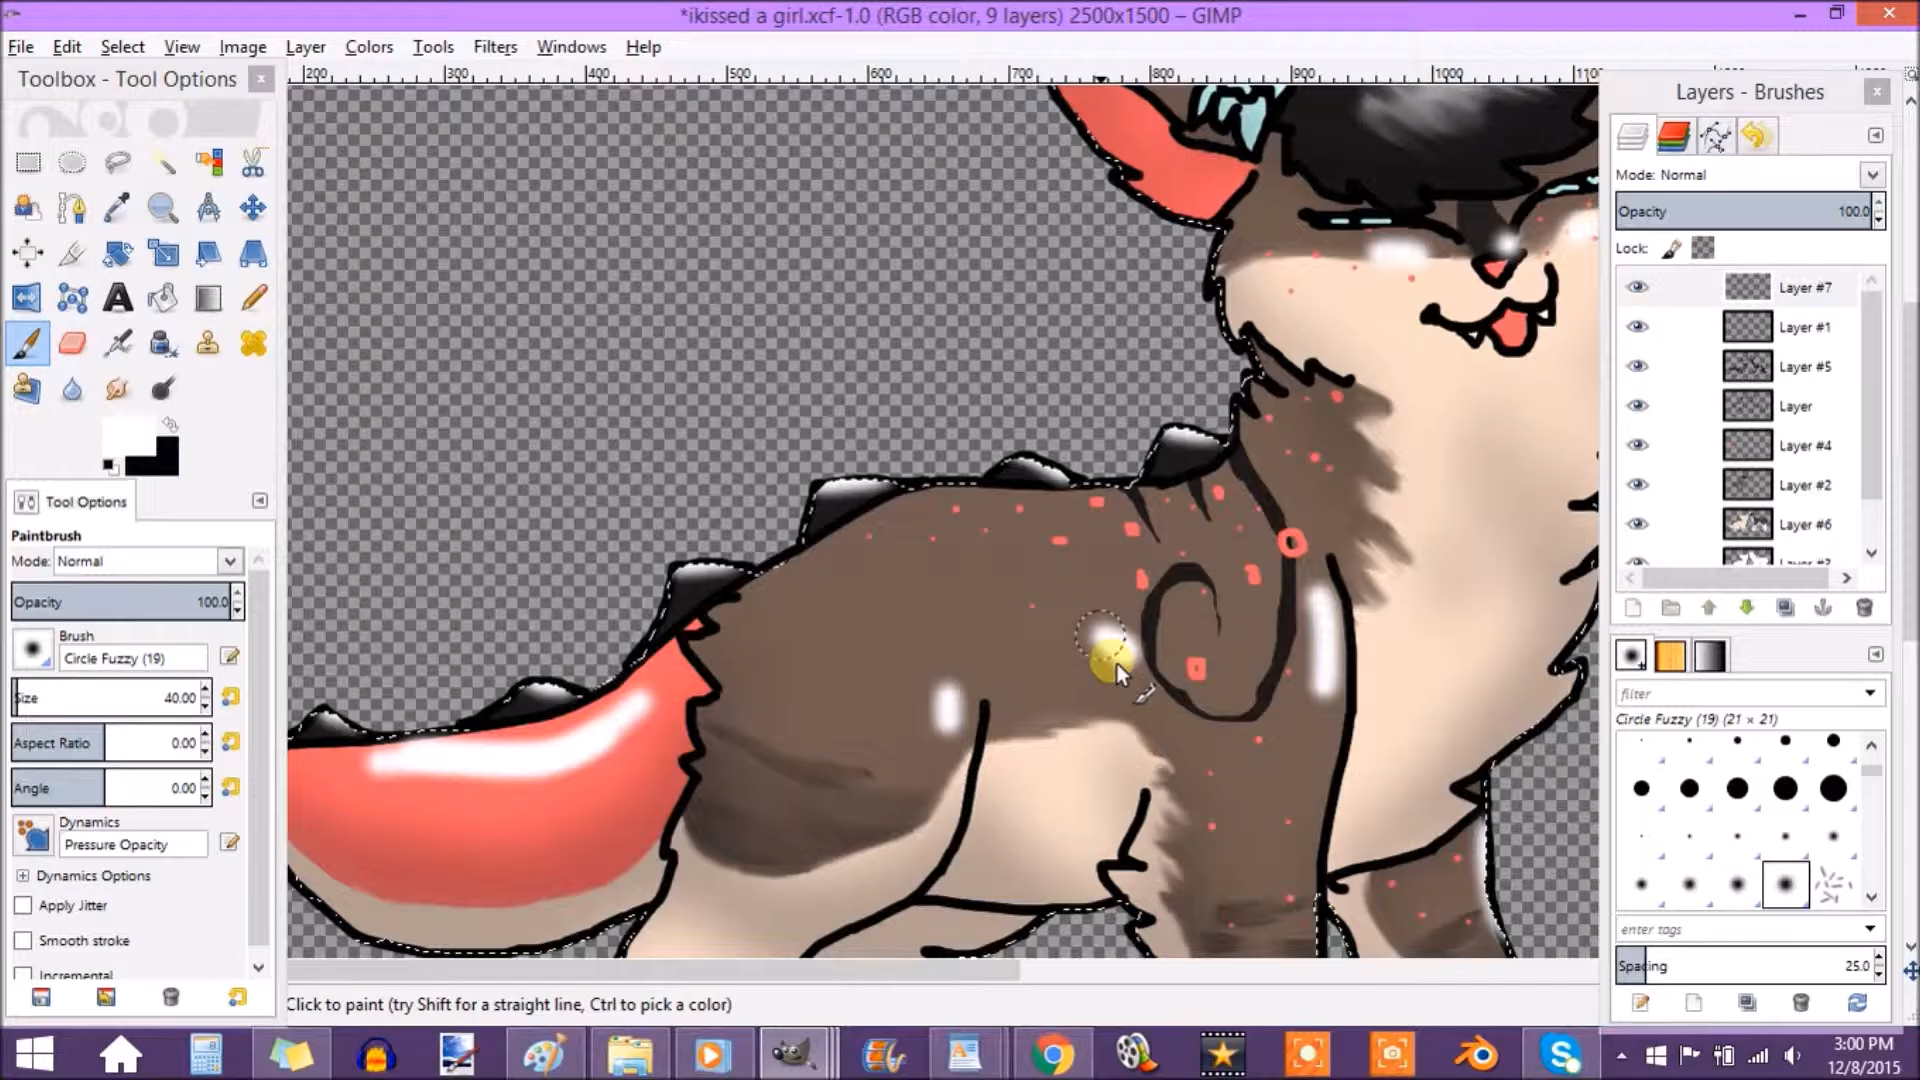 *ikissed a girl.xcf-1.0 (RGB color, 9 layers) 2500x1500 – GIMP
File Edit Select View Image Layer Colors Tools Filters Windows Help
Toolbox - Tool Options
200 300 400 500 600 700 800 900 1000
Layers - Brushes
Mode: Normal
Opacity 100.0
Lock:
Layer #7
Layer #1
Layer #5
Layer
Layer #4
Layer #2
Layer #6
Tool Options
Paintbrush
Mode: Normal
Opacity 100.0
Brush
Circle Fuzzy (19)
Size 40.00
Aspect Ratio 0.00
Angle 0.00
Dynamics
Pressure Opacity
Dynamics Options
Apply Jitter
Smooth stroke
Incremental
filter
Circle Fuzzy (19) (21 × 21)
enter tags
Spacing 25.0
Click to paint (try Shift for a straight line, Ctrl to pick a color)
3:00 PM
12/8/2015